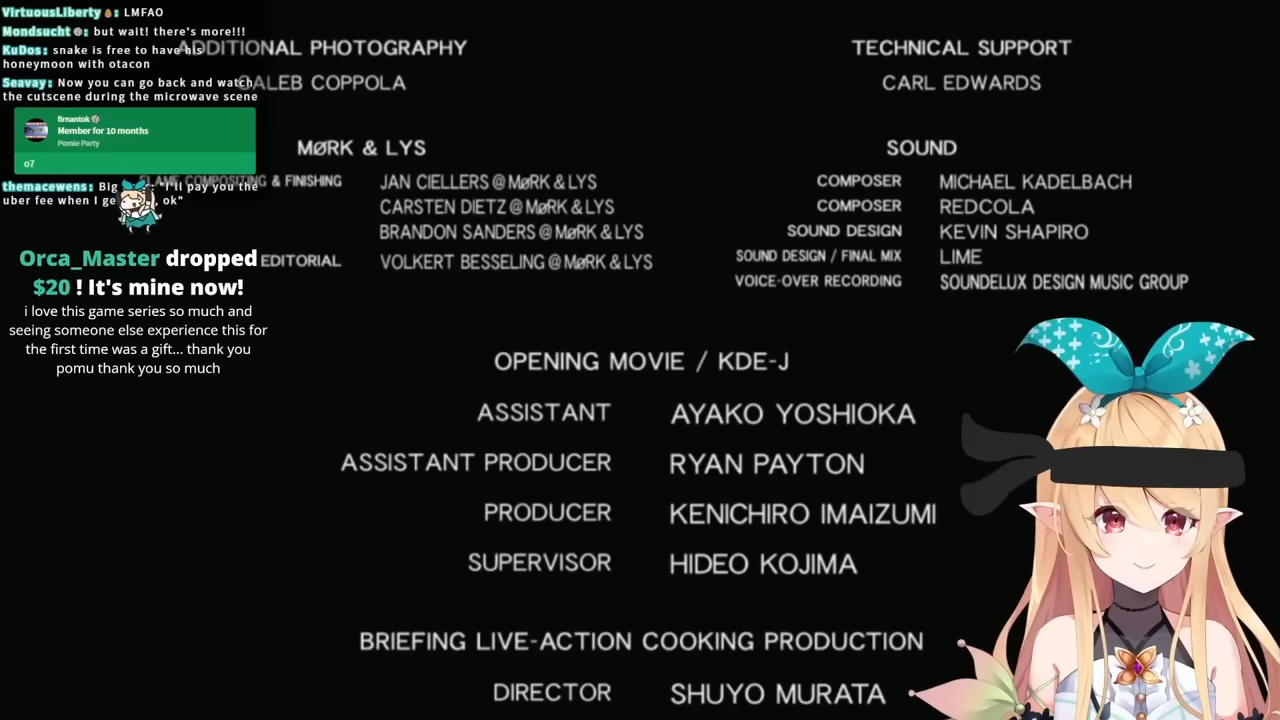 VirtuousLiberty: LMFAO
Mondsucht: but wait! there's more!!!
KuDos: snake is free to have his
honeymoon with otacon
Seavay: Now you can go back and watch
the cutscene during the microwave scene
firnantok
Member for 10 months
Pomie Party
o7
themacewens: Big "I'll pay you the
uber fee when I ge , ok"
Orca_Master dropped
$20 ! It's mine now!
i love this game series so much and
seeing someone else experience this for
the first time was a gift... thank you
pomu thank you so much
ADDITIONAL PHOTOGRAPHY
CALEB COPPOLA
TECHNICAL SUPPORT
CARL EDWARDS
MøRK & LYS
FLAME COMPOSITING & FINISHING JAN CIELLERS @ MøRK & LYS
CARSTEN DIETZ @ MøRK & LYS
BRANDON SANDERS @ MøRK & LYS
EDITORIAL VOLKERT BESSELING @ MøRK & LYS
SOUND
COMPOSER MICHAEL KADELBACH
COMPOSER REDCOLA
SOUND DESIGN KEVIN SHAPIRO
SOUND DESIGN / FINAL MIX LIME
VOICE-OVER RECORDING SOUNDELUX DESIGN MUSIC GROUP
OPENING MOVIE / KDE-J
ASSISTANT AYAKO YOSHIOKA
ASSISTANT PRODUCER RYAN PAYTON
PRODUCER KENICHIRO IMAIZUMI
SUPERVISOR HIDEO KOJIMA
BRIEFING LIVE-ACTION COOKING PRODUCTION
DIRECTOR SHUYO MURATA